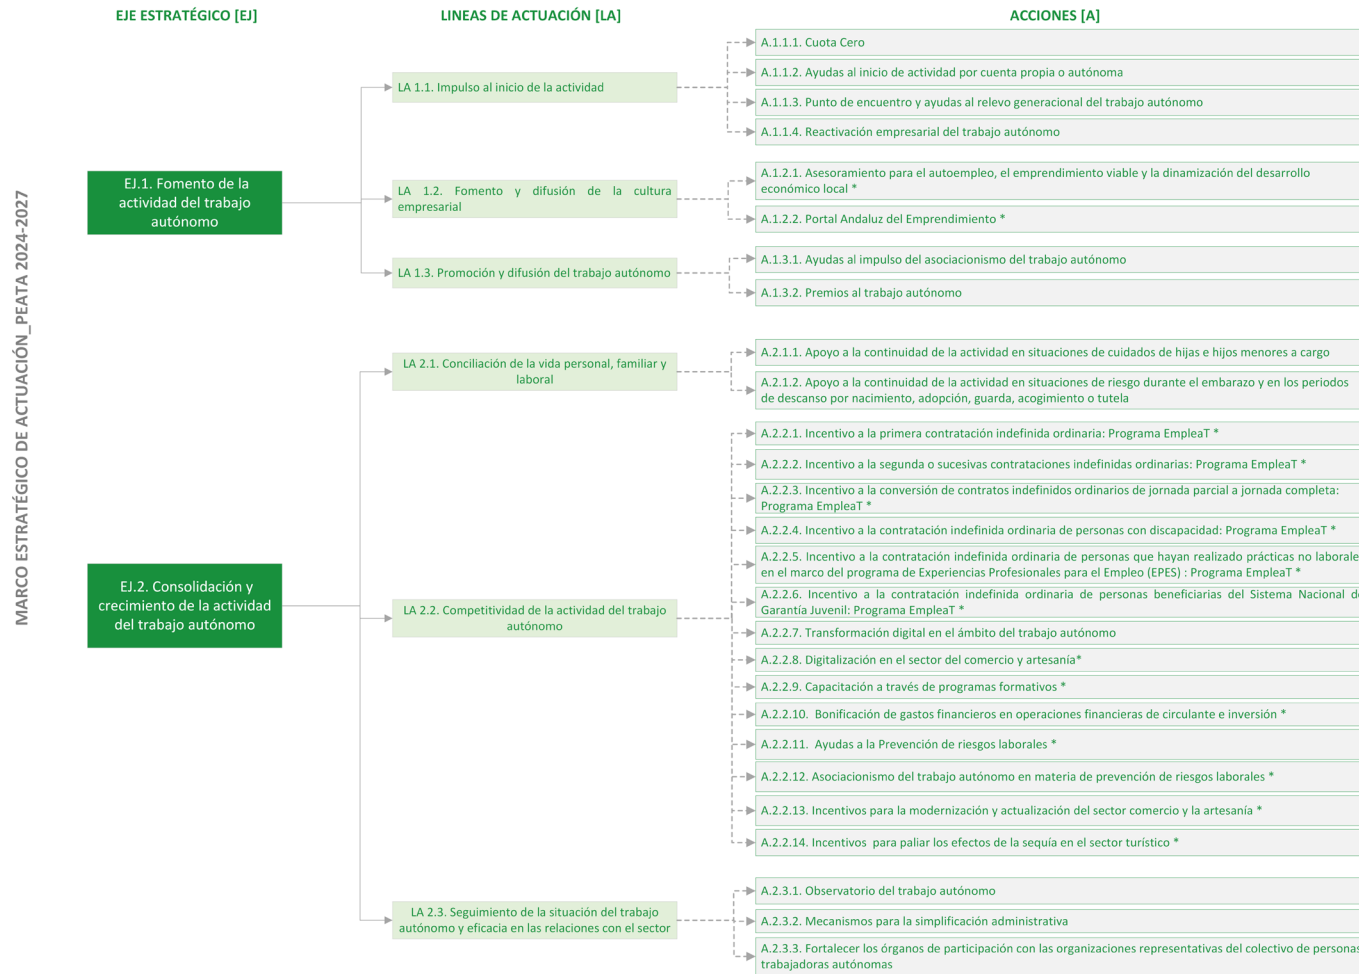 EJE ESTRATÉGICO [EJ]
LINEAS DE ACTUACIÓN [LA]
ACCIONES [A]
MARCO ESTRATÉGICO DE ACTUACIÓN_PEATA 2024-2027
EJ.1. Fomento de la
actividad del trabajo
autónomo
LA 1.1. Impulso al inicio de la actividad
A.1.1.1. Cuota Cero
A.1.1.2. Ayudas al inicio de actividad por cuenta propia o autónoma
A.1.1.3. Punto de encuentro y ayudas al relevo generacional del trabajo autónomo
A.1.1.4. Reactivación empresarial del trabajo autónomo
LA 1.2. Fomento y difusión de la cultura
empresarial
A.1.2.1. Asesoramiento para el autoempleo, el emprendimiento viable y la dinamización del desarrollo
económico local *
A.1.2.2. Portal Andaluz del Emprendimiento *
LA 1.3. Promoción y difusión del trabajo autónomo
A.1.3.1. Ayudas al impulso del asociacionismo del trabajo autónomo
A.1.3.2. Premios al trabajo autónomo
EJ.2. Consolidación y
crecimiento de la actividad
del trabajo autónomo
LA 2.1. Conciliación de la vida personal, familiar y
laboral
A.2.1.1. Apoyo a la continuidad de la actividad en situaciones de cuidados de hijas e hijos menores a cargo
A.2.1.2. Apoyo a la continuidad de la actividad en situaciones de riesgo durante el embarazo y en los periodos
de descanso por nacimiento, adopción, guarda, acogimiento o tutela
LA 2.2. Competitividad de la actividad del trabajo
autónomo
A.2.2.1. Incentivo a la primera contratación indefinida ordinaria: Programa EmpleaT *
A.2.2.2. Incentivo a la segunda o sucesivas contrataciones indefinidas ordinarias: Programa EmpleaT *
A.2.2.3. Incentivo a la conversión de contratos indefinidos ordinarios de jornada parcial a jornada completa:
Programa EmpleaT *
A.2.2.4. Incentivo a la contratación indefinida ordinaria de personas con discapacidad: Programa EmpleaT *
A.2.2.5. Incentivo a la contratación indefinida ordinaria de personas que hayan realizado prácticas no laborale
en el marco del programa de Experiencias Profesionales para el Empleo (EPES) : Programa EmpleaT *
A.2.2.6. Incentivo a la contratación indefinida ordinaria de personas beneficiarias del Sistema Nacional de
Garantía Juvenil: Programa EmpleaT *
A.2.2.7. Transformación digital en el ámbito del trabajo autónomo
A.2.2.8. Digitalización en el sector del comercio y artesanía*
A.2.2.9. Capacitación a través de programas formativos *
A.2.2.10. Bonificación de gastos financieros en operaciones financieras de circulante e inversión *
A.2.2.11. Ayudas a la Prevención de riesgos laborales *
A.2.2.12. Asociacionismo del trabajo autónomo en materia de prevención de riesgos laborales *
A.2.2.13. Incentivos para la modernización y actualización del sector comercio y la artesanía *
A.2.2.14. Incentivos para paliar los efectos de la sequía en el sector turístico *
LA 2.3. Seguimiento de la situación del trabajo
autónomo y eficacia en las relaciones con el sector
A.2.3.1. Observatorio del trabajo autónomo
A.2.3.2. Mecanismos para la simplificación administrativa
A.2.3.3. Fortalecer los órganos de participación con las organizaciones representativas del colectivo de personas
trabajadoras autónomas